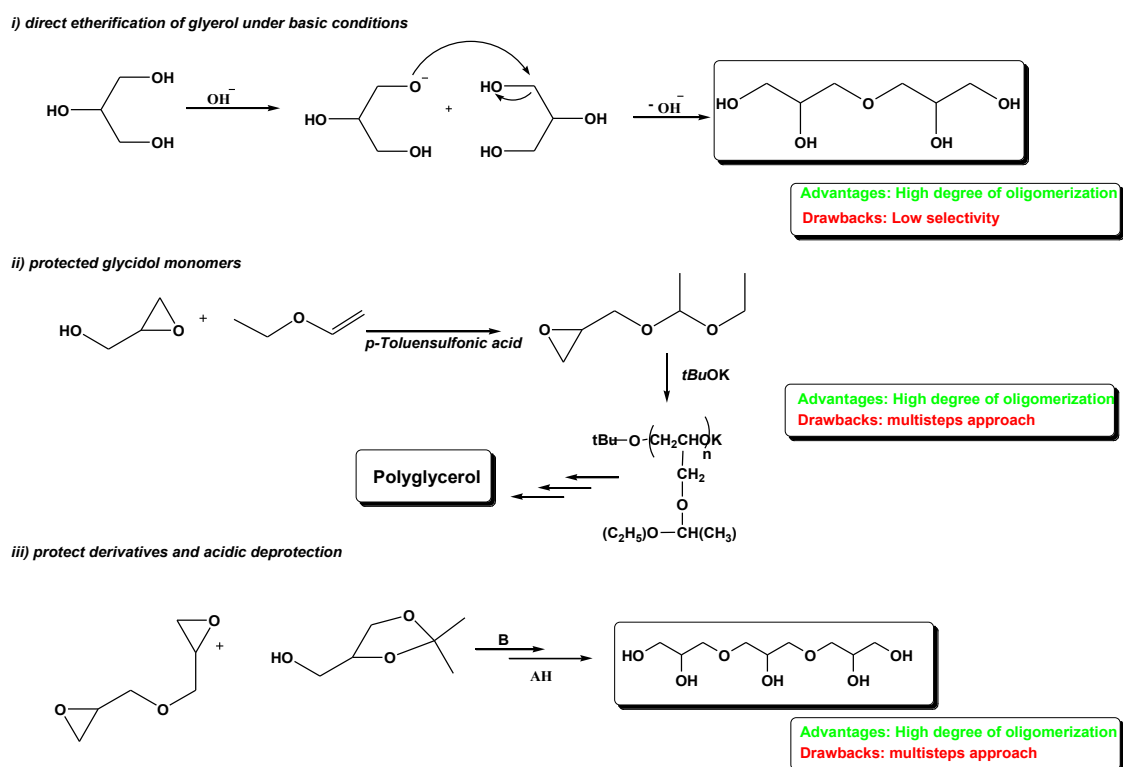 i) direct etherification of glyerol under basic conditions
OH
HO
OH
OH⁻
O⁻
HO
OH
+
HO
OH
HO
- OH⁻
HO
O
OH
OH
OH
Advantages: High degree of oligomerization
Drawbacks: Low selectivity
ii) protected glycidol monomers
HO
O
+
O
p-Toluensulfonic acid
O
O
O
tBuOK
Advantages: High degree of oligomerization
Drawbacks: multisteps approach
tBu—O—(CH₂CHO)K
n
CH₂
O
(C₂H₅)O—CH(CH₃)
Polyglycerol
iii) protect derivatives and acidic deprotection
O
+
O
O
HO
O
O
B
AH
HO
O
O
OH
OH
OH
OH
Advantages: High degree of oligomerization
Drawbacks: multisteps approach